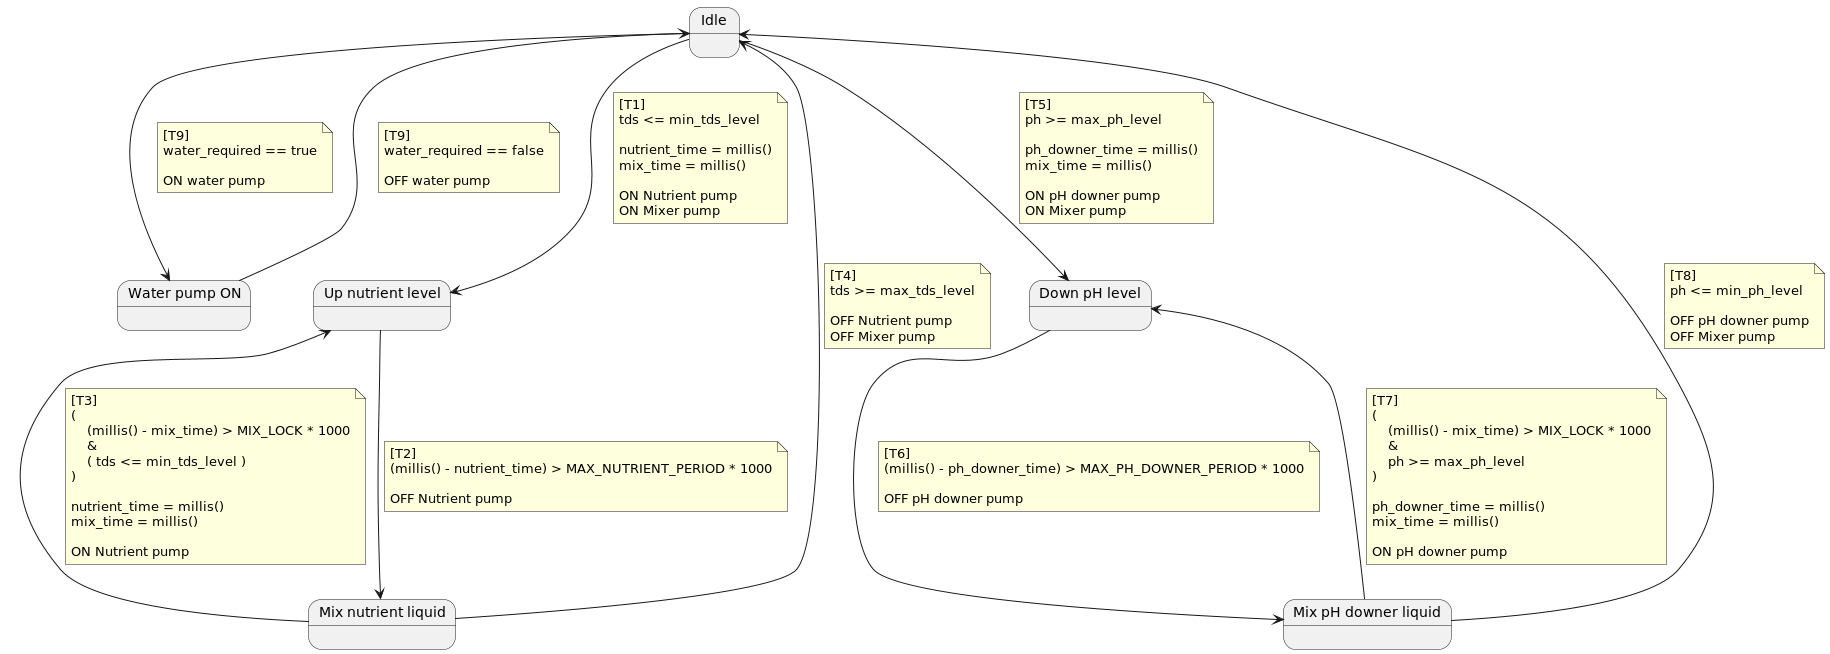 Idle
[T9]
water_required == true
ON water pump
[T9]
water_required == false
OFF water pump
[T1]
tds <= min_tds_level
nutrient_time = millis()
mix_time = millis()
ON Nutrient pump
ON Mixer pump
[T5]
ph >= max_ph_level
ph_downer_time = millis()
mix_time = millis()
ON pH downer pump
ON Mixer pump
Water pump ON
Up nutrient level
[T4]
tds >= max_tds_level
OFF Nutrient pump
OFF Mixer pump
Down pH level
[T8]
ph <= min_ph_level
OFF pH downer pump
OFF Mixer pump
[T3]
(
(millis() - mix_time) > MIX_LOCK * 1000
&
( tds <= min_tds_level )
)
nutrient_time = millis()
mix_time = millis()
ON Nutrient pump
[T2]
(millis() - nutrient_time) > MAX_NUTRIENT_PERIOD * 1000
OFF Nutrient pump
[T6]
(millis() - ph_downer_time) > MAX_PH_DOWNER_PERIOD * 1000
OFF pH downer pump
[T7]
(
(millis() - mix_time) > MIX_LOCK * 1000
&
ph >= max_ph_level
)
ph_downer_time = millis()
mix_time = millis()
ON pH downer pump
Mix nutrient liquid
Mix pH downer liquid